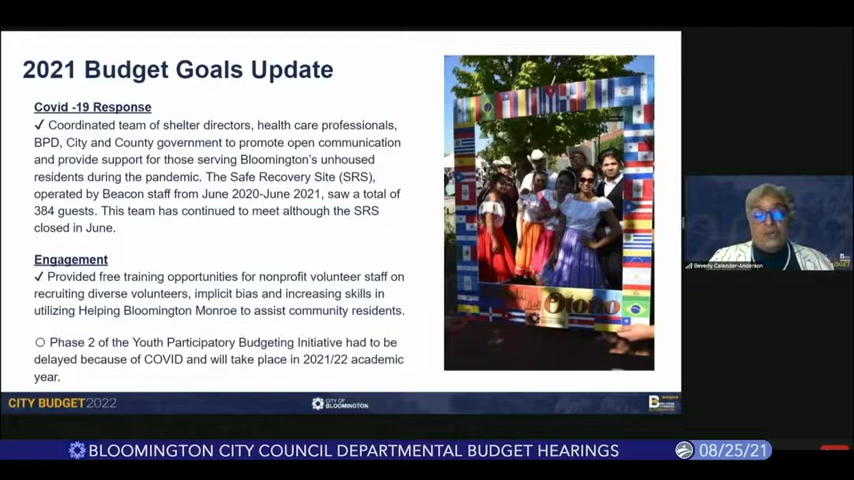 2021 Budget Goals Update
Covid -19 Response
✓ Coordinated team of shelter directors, health care professionals,
BPD, City and County government to promote open communication
and provide support for those serving Bloomington's unhoused
residents during the pandemic. The Safe Recovery Site (SRS),
operated by Beacon staff from June 2020-June 2021, saw a total of
384 guests. This team has continued to meet although the SRS
closed in June.
Engagement
✓ Provided free training opportunities for nonprofit volunteer staff on
recruiting diverse volunteers, implicit bias and increasing skills in
utilizing Helping Bloomington Monroe to assist community residents.
○ Phase 2 of the Youth Participatory Budgeting Initiative had to be
delayed because of COVID and will take place in 2021/22 academic
year.
Otoño
Beverly Calender-Anderson
CITY BUDGET2022
CITY OF
BLOOMINGTON
BLOOMINGTON CITY COUNCIL DEPARTMENTAL BUDGET HEARINGS
08/25/21